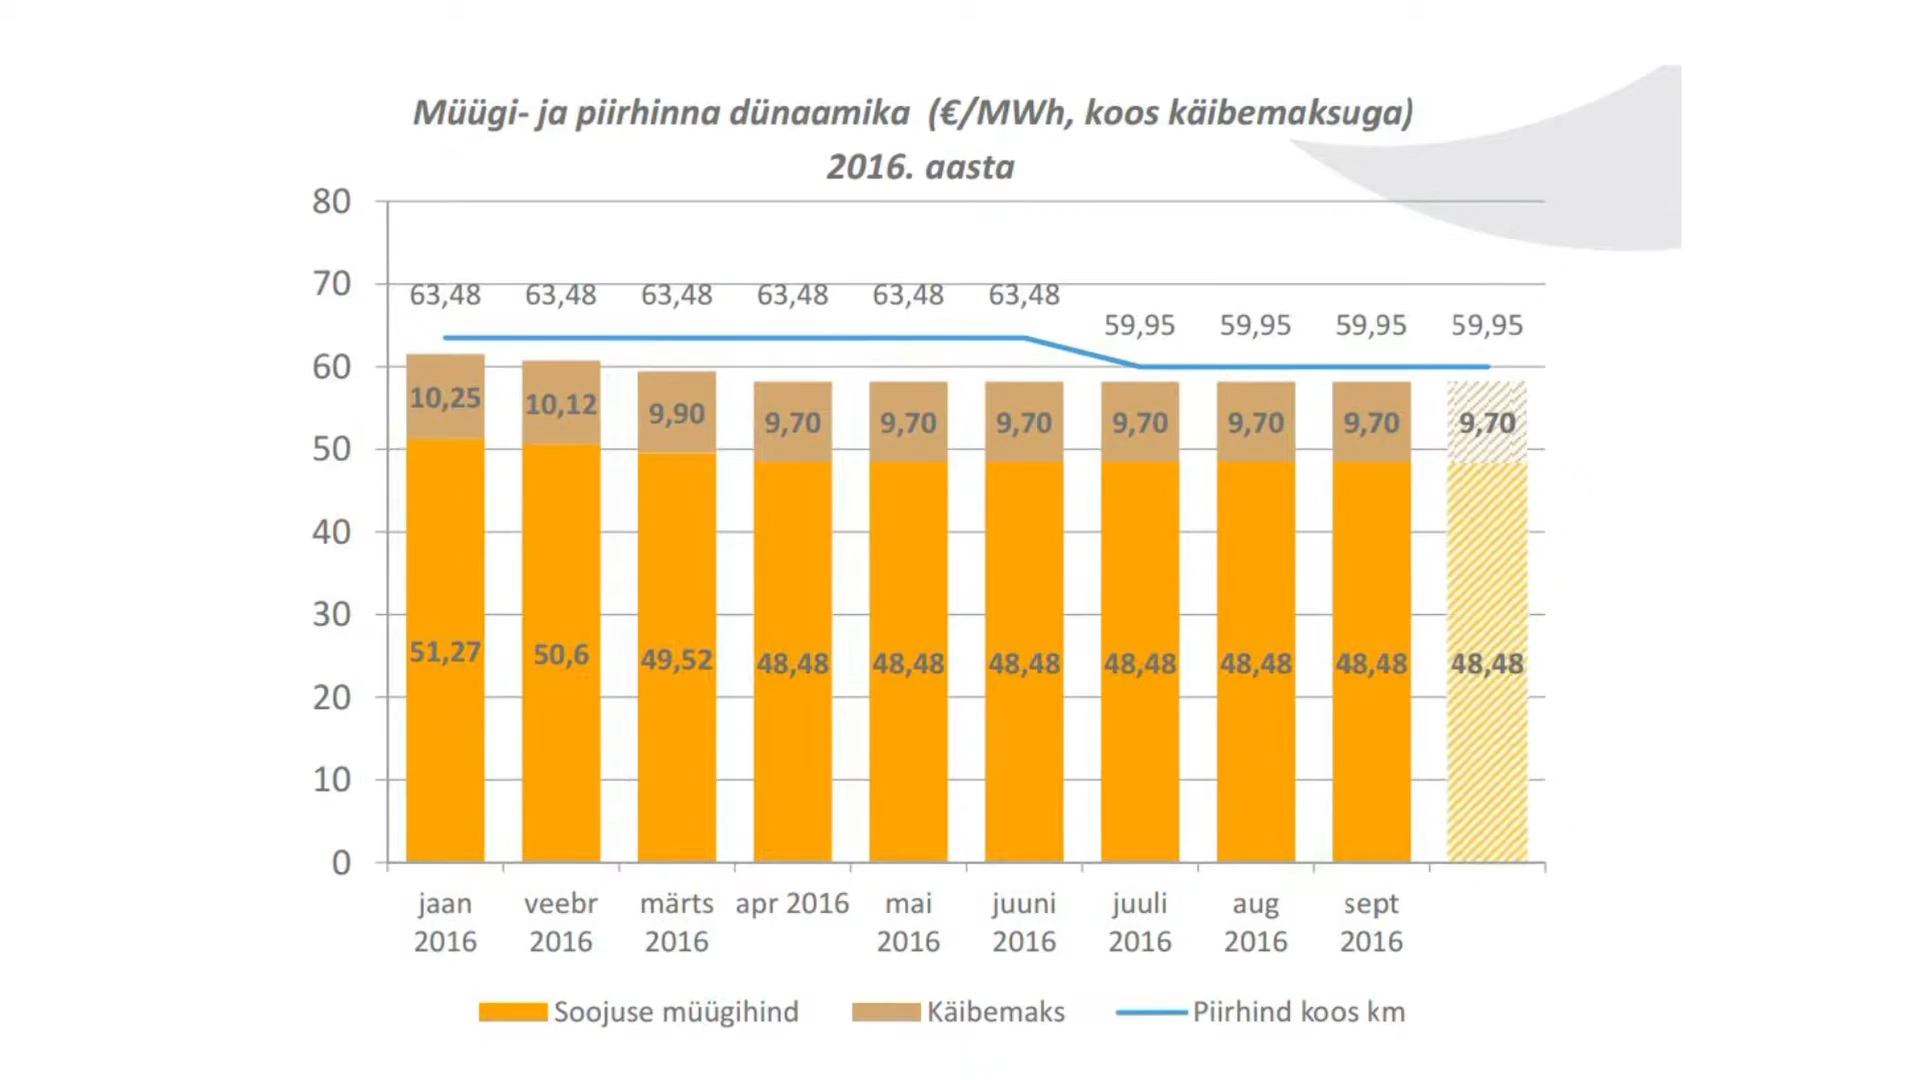 Müügi- ja piirhinna dünaamika (€/MWh, koos käibemaksuga)
2016. aasta
80
70
60
50
40
30
20
10
0
63,48 63,48 63,48 63,48 63,48 63,48
59,95 59,95 59,95 59,95
10,25 10,12 9,90 9,70 9,70 9,70 9,70 9,70 9,70 9,70
51,27 50,6 49,52 48,48 48,48 48,48 48,48 48,48 48,48 48,48
jaan veebr märts apr 2016 mai juuni juuli aug sept
2016 2016 2016 2016 2016 2016 2016 2016
Soojuse müügihind Käibemaks Piirhind koos km